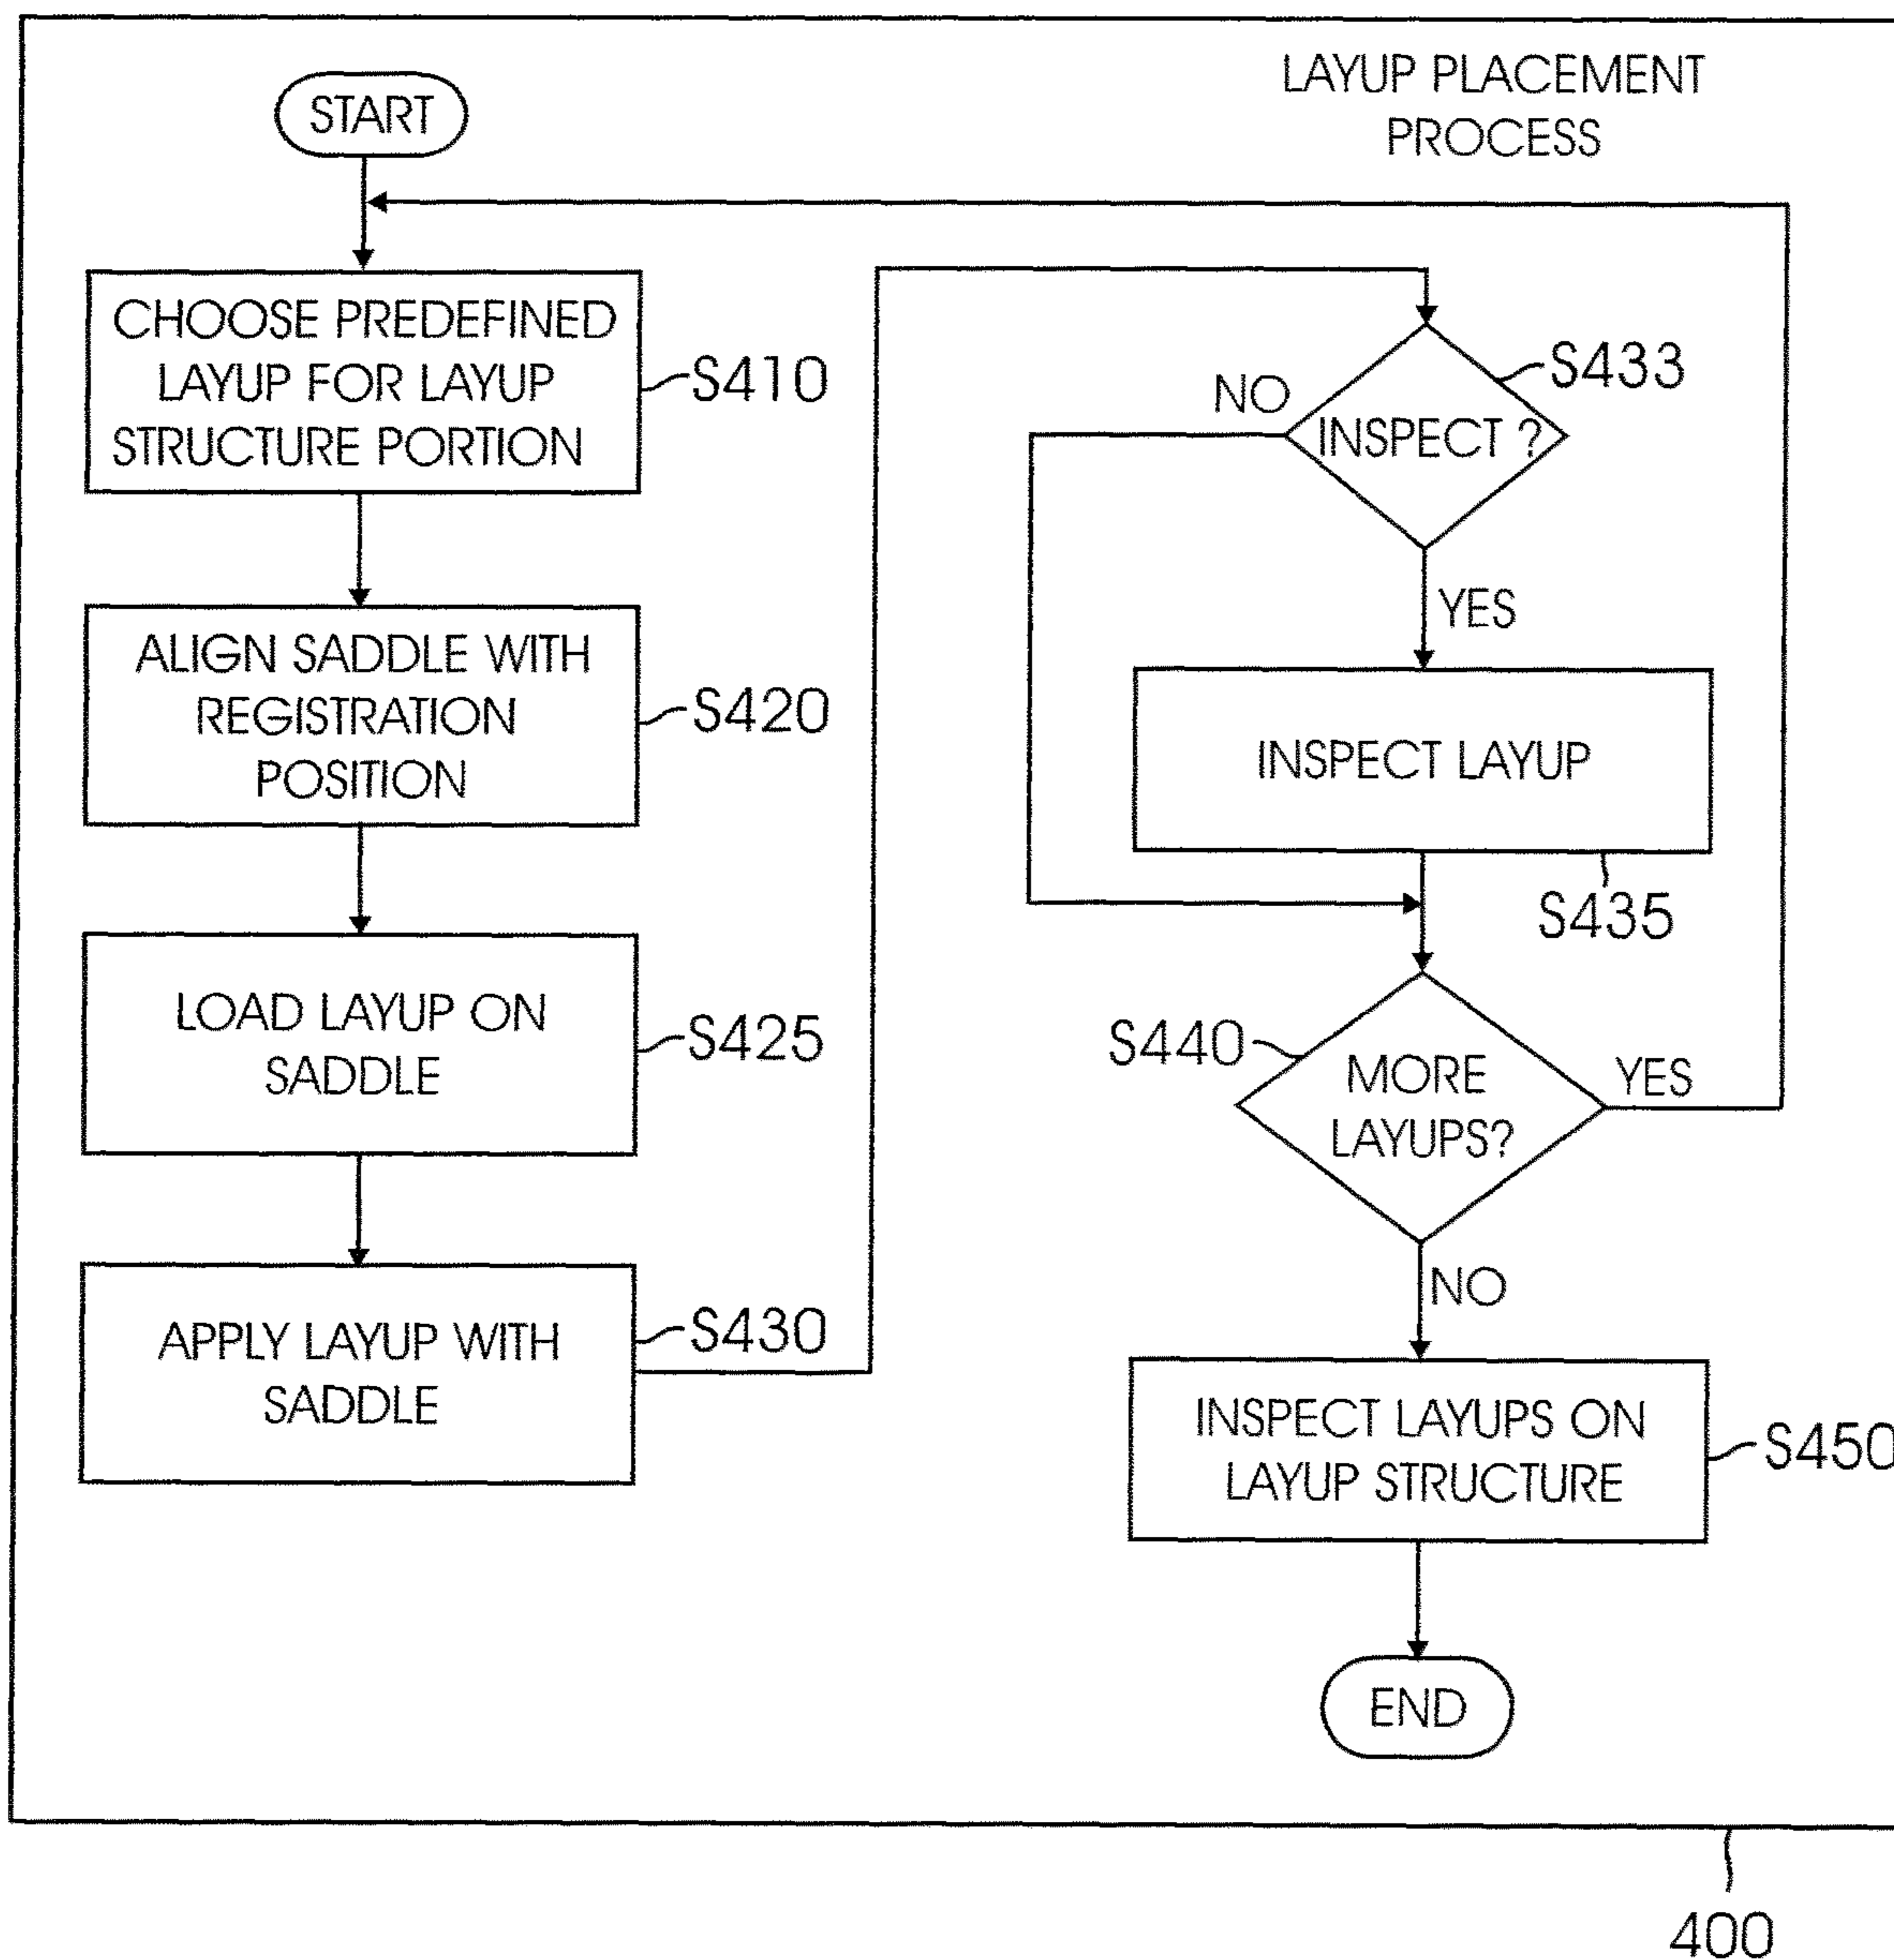 LAYUP PLACEMENT
PROCESS
START
CHOOSE PREDEFINED
LAYUP FOR LAYUP
STRUCTURE PORTION
S410
ALIGN SADDLE WITH
REGISTRATION
POSITION
S420
LOAD LAYUP ON
SADDLE
S425
APPLY LAYUP WITH
SADDLE
S430
S433
NO
INSPECT ?
YES
INSPECT LAYUP
S435
S440
MORE
LAYUPS?
YES
NO
INSPECT LAYUPS ON
LAYUP STRUCTURE
S450
END
400